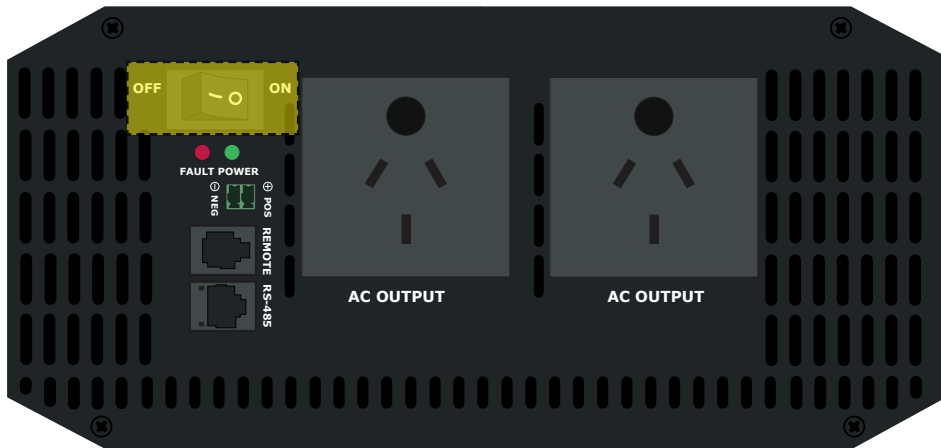 OFF ON
FAULT POWER
NEG
POS
REMOTE
RS-485
AC OUTPUT
AC OUTPUT